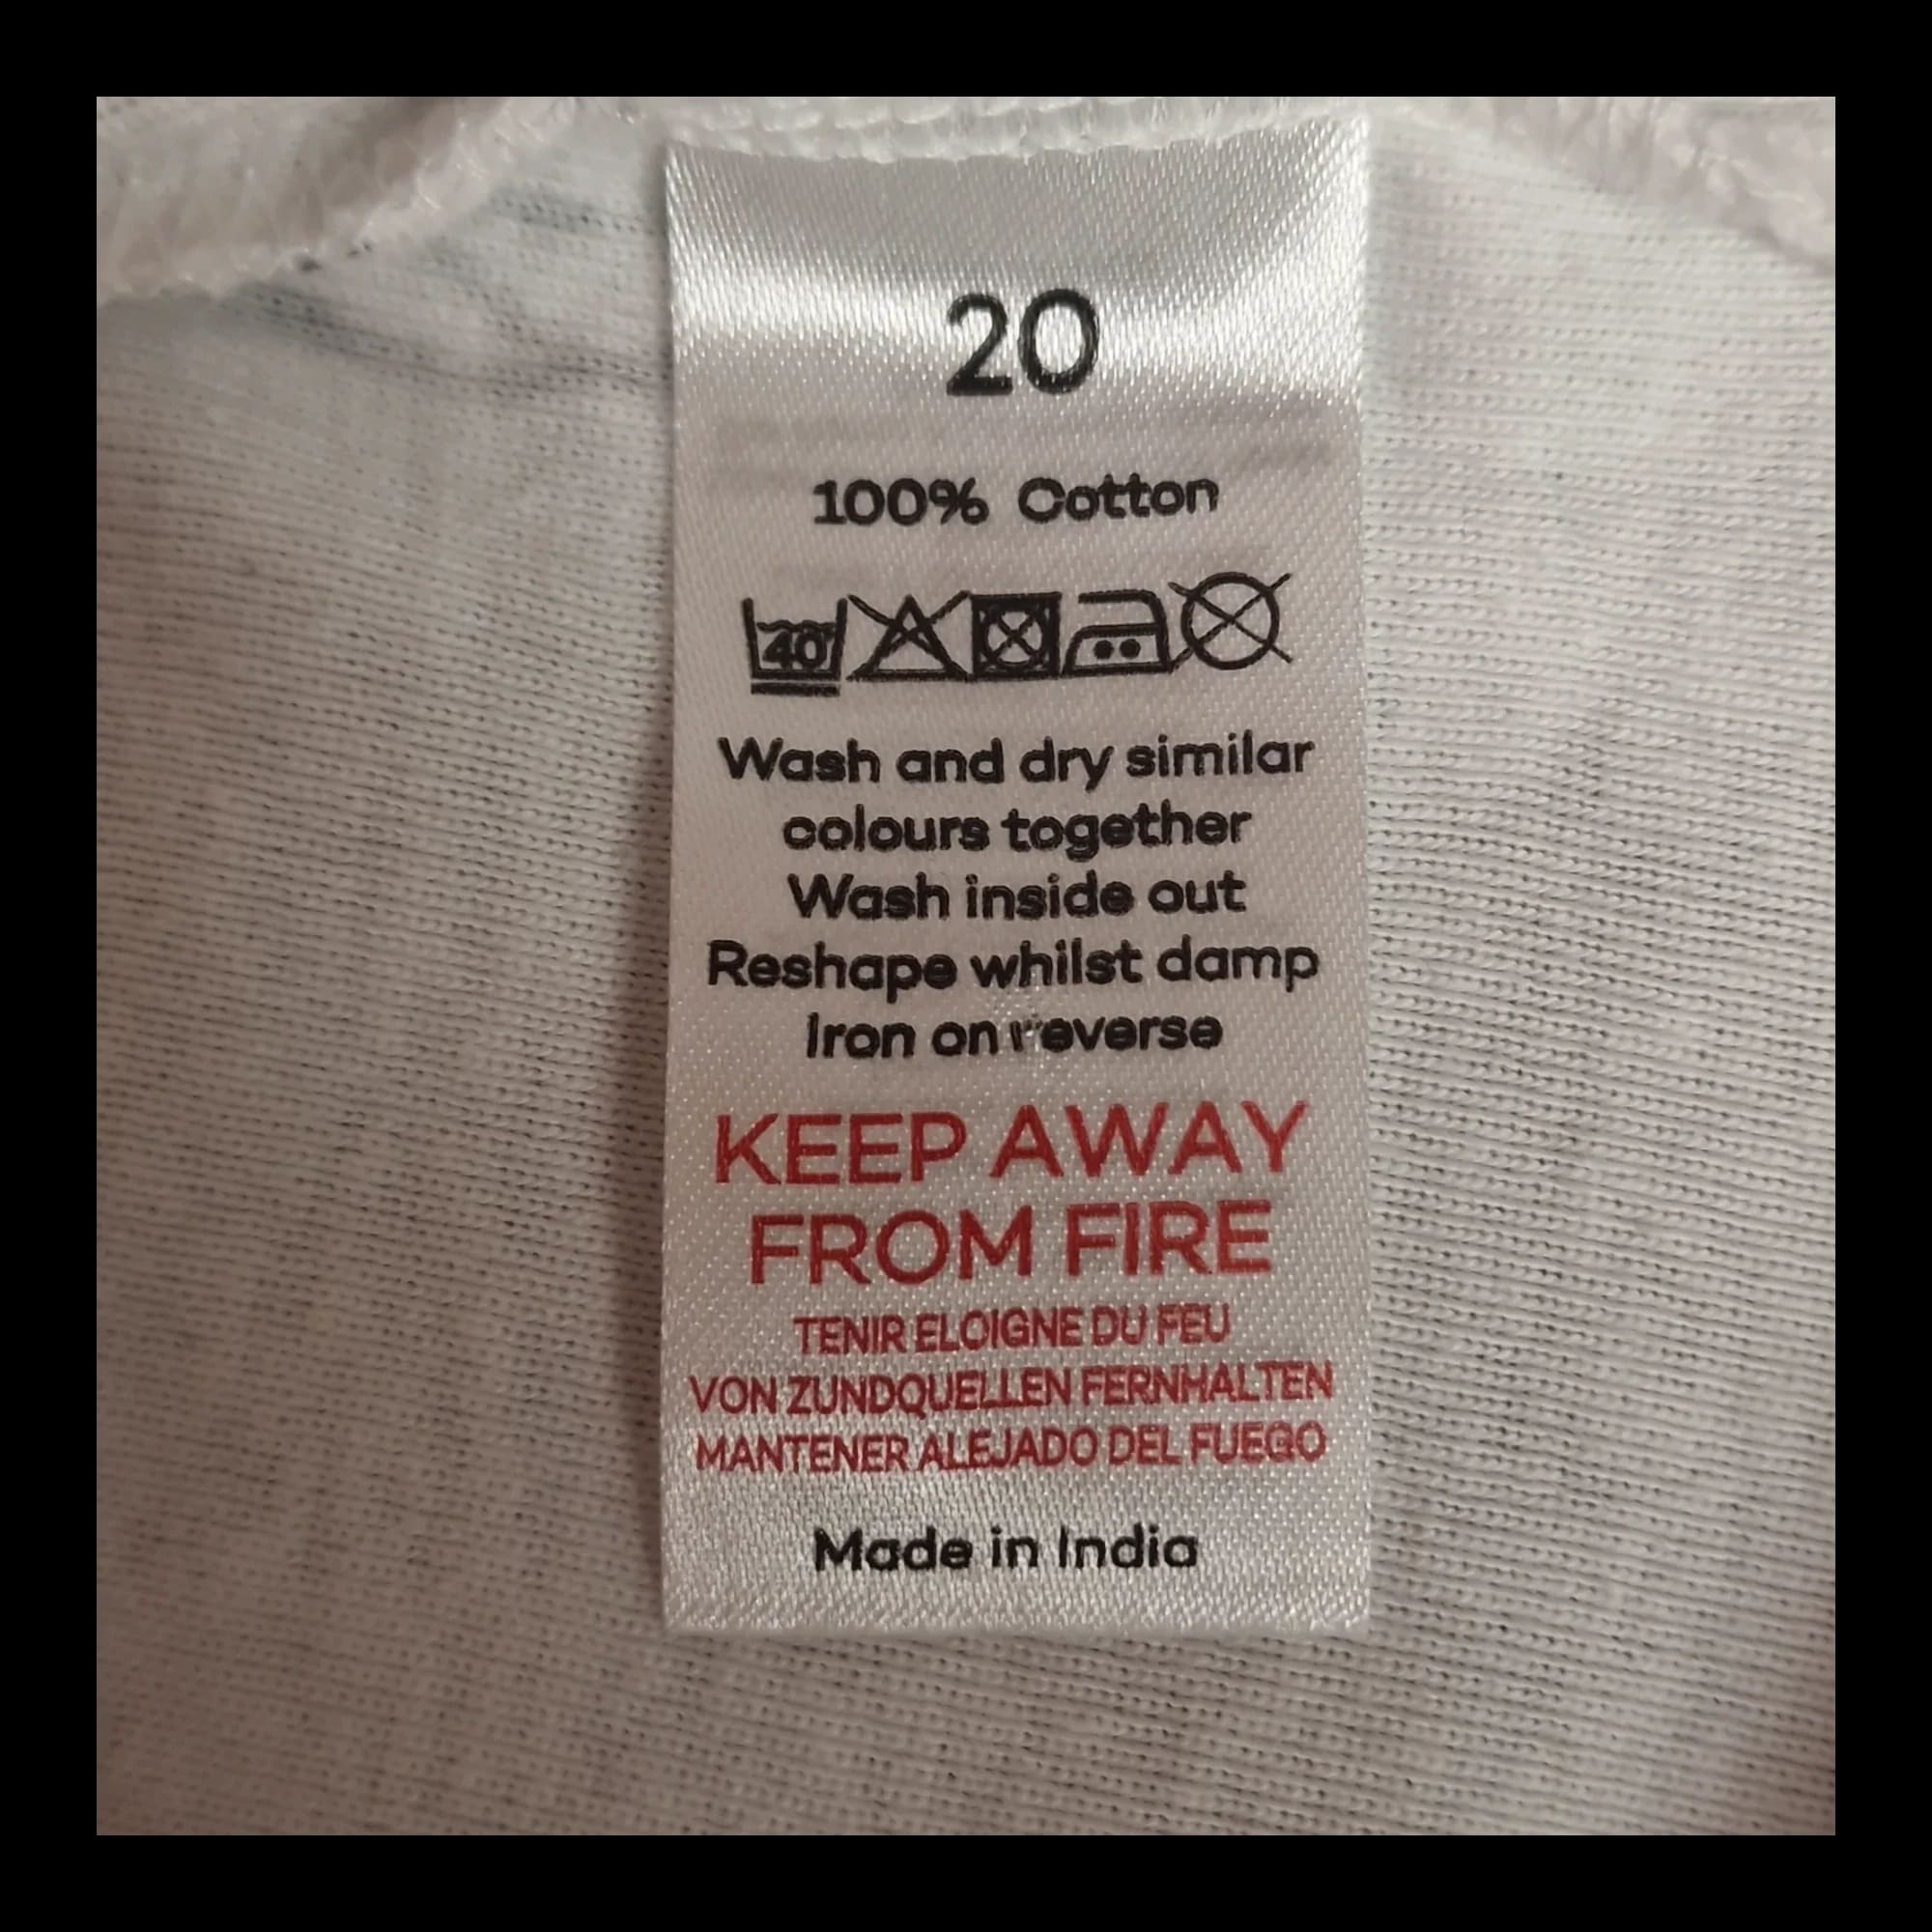 20
100% Cotton
40
Wash and dry similar
colours together
Wash inside out
Reshape whilst damp
Iron on reverse
KEEP AWAY
FROM FIRE
TENIR ELOIGNE DU FEU
VON ZUNDQUELLEN FERNHALTEN
MANTENER ALEJADO DEL FUEGO
Made in India